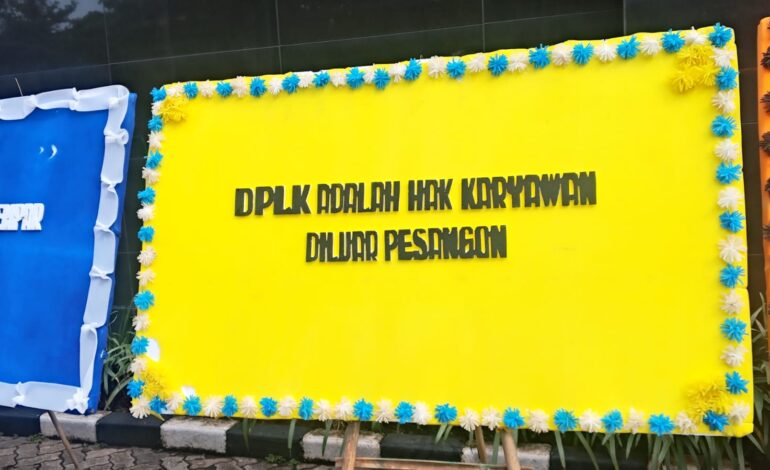 DPLK ADALAH HAK KARYAWAN
DILUAR PESANGON